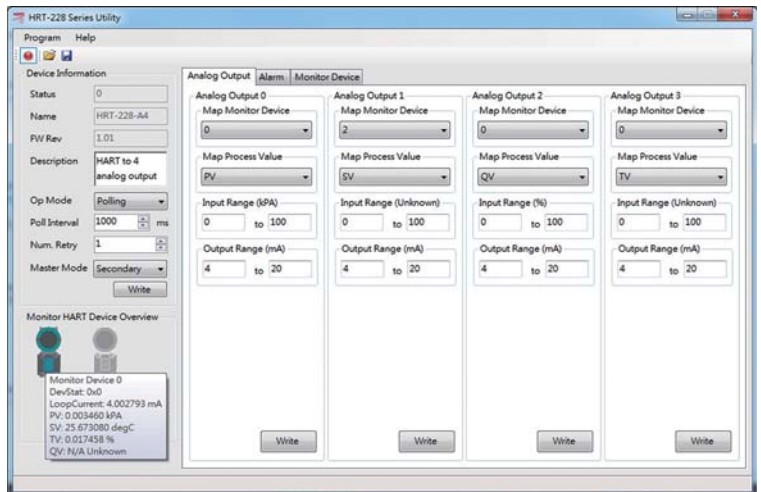 HRT-228 Series Utility
Program Help
Device Information
Status 0
Name HRT-228-A4
FW Rev 1.01
Description HART to 4
analog output
Op Mode Polling
Poll Interval 1000 ms
Num. Retry 1
Master Mode Secondary
Write
Monitor HART Device Overview
Monitor Device 0
DevStat: 0x0
LoopCurrent: 4.002793 mA
PV: 0.003460 kPA
SV: 25.673080 degC
TV: 0.017458 %
QV: N/A Unknown
Analog Output Alarm Monitor Device
Analog Output 0
Map Monitor Device
0
Map Process Value
PV
Input Range (kPA)
0 to 100
Output Range (mA)
4 to 20
Write
Analog Output 1
Map Monitor Device
2
Map Process Value
SV
Input Range (Unknown)
0 to 100
Output Range (mA)
4 to 20
Write
Analog Output 2
Map Monitor Device
0
Map Process Value
QV
Input Range (%)
0 to 100
Output Range (mA)
4 to 20
Write
Analog Output 3
Map Monitor Device
0
Map Process Value
TV
Input Range (Unknown)
0 to 100
Output Range (mA)
4 to 20
Write